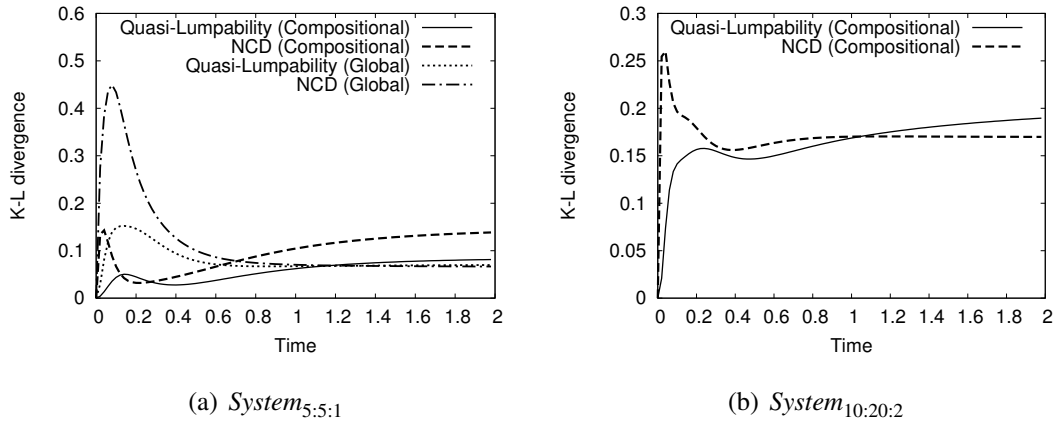 Quasi-Lumpability (Compositional)
NCD (Compositional)
Quasi-Lumpability (Global)
NCD (Global)
K-L divergence
0.6
0.5
0.4
0.3
0.2
0.1
0
0 0.2 0.4 0.6 0.8 1 1.2 1.4 1.6 1.8 2
Time
(a) System5:5:1
Quasi-Lumpability (Compositional)
NCD (Compositional)
K-L divergence
0.3
0.25
0.2
0.15
0.1
0.05
0
0 0.2 0.4 0.6 0.8 1 1.2 1.4 1.6 1.8 2
Time
(b) System10:20:2